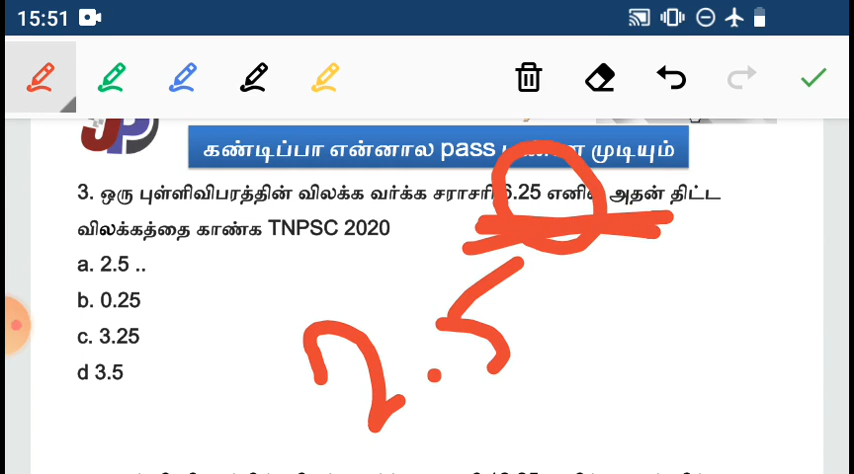 15:51
கண்டிப்பா என்னால pass முடியும்
3. ஒரு புள்ளிவிபரத்தின் விலக்க வர்க்க சராசரி 6.25 எனில் அதன் திட்ட
விலக்கத்தை காண்க TNPSC 2020
a. 2.5 ..
b. 0.25
c. 3.25
d 3.5
2.5